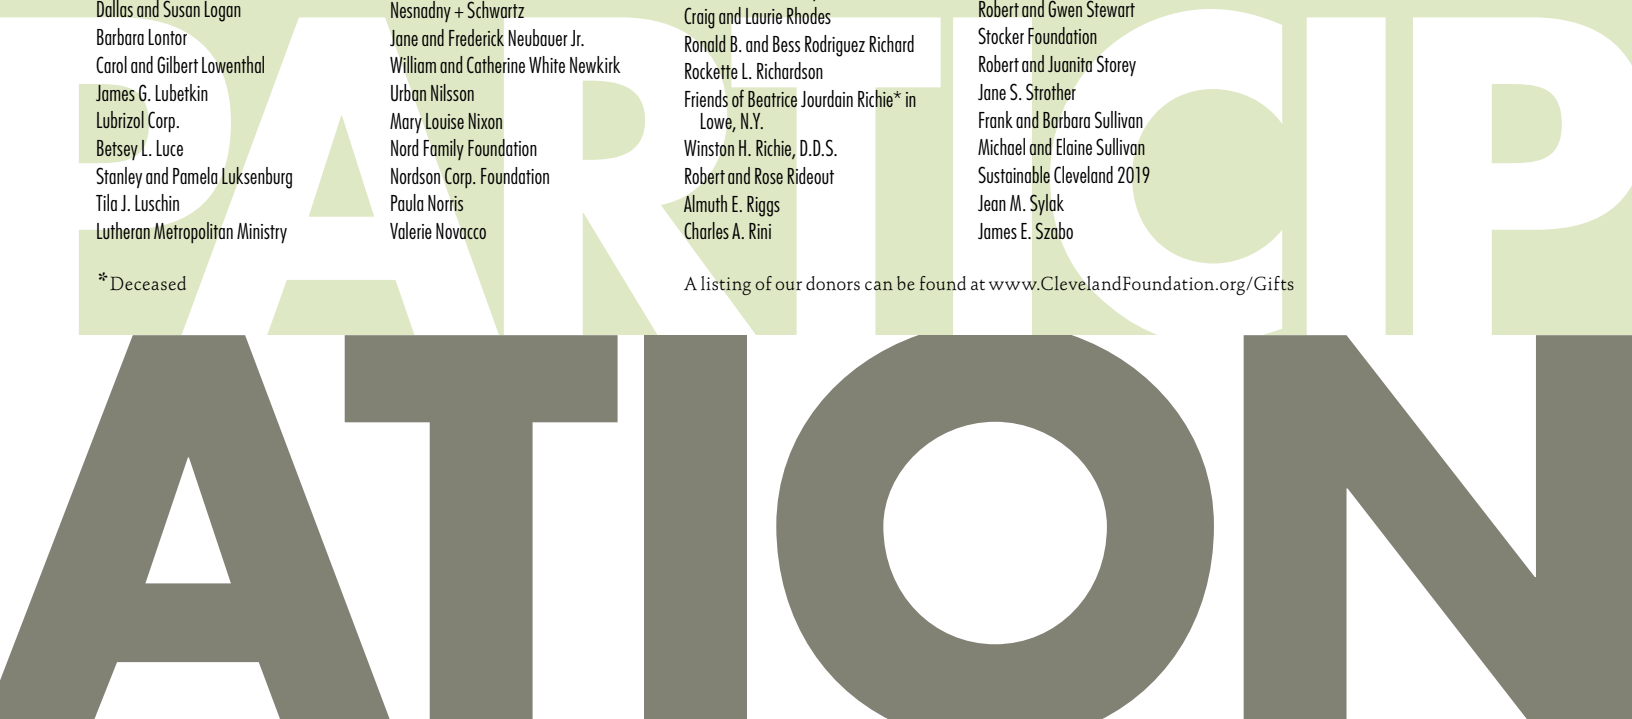 Dallas and Susan Logan
Barbara Lontor
Carol and Gilbert Lowenthal
James G. Lubetkin
Lubrizol Corp.
Betsey L. Luce
Stanley and Pamela Luksenburg
Tila J. Luschin
Lutheran Metropolitan Ministry
Nesnadny + Schwartz
Jane and Frederick Neubauer Jr.
William and Catherine White Newkirk
Urban Nilsson
Mary Louise Nixon
Nord Family Foundation
Nordson Corp. Foundation
Paula Norris
Valerie Novacco
Craig and Laurie Rhodes
Ronald B. and Bess Rodriguez Richard
Rockette L. Richardson
Friends of Beatrice Jourdain Richie* in
Lowe, N.Y.
Winston H. Richie, D.D.S.
Robert and Rose Rideout
Almuth E. Riggs
Charles A. Rini
Robert and Gwen Stewart
Stocker Foundation
Robert and Juanita Storey
Jane S. Strother
Frank and Barbara Sullivan
Michael and Elaine Sullivan
Sustainable Cleveland 2019
Jean M. Sylak
James E. Szabo
*Deceased
A listing of our donors can be found at www.ClevelandFoundation.org/Gifts
PARTICIP
ATION